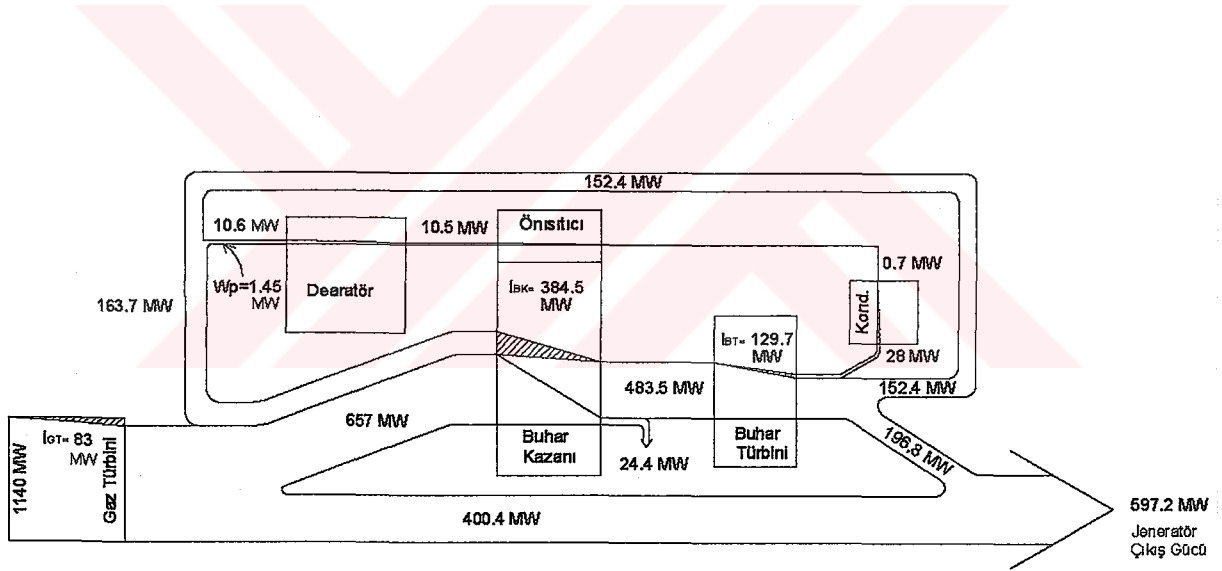 152.4 MW
10.6 MW
10.5 MW
Önısıtıcı
0.7 MW
Wp=1.45
MW
Dearatör
IBK= 384.5
MW
Kond.
163.7 MW
IBT= 129.7
MW
28 MW
483.5 MW
152.4 MW
657 MW
IGT= 83
MW
Buhar
Kazanı
Buhar
Türbini
196.8 MW
24.4 MW
1140 MW
Gaz Türbini
400.4 MW
597.2 MW
Jeneratör
Çıkış Gücü